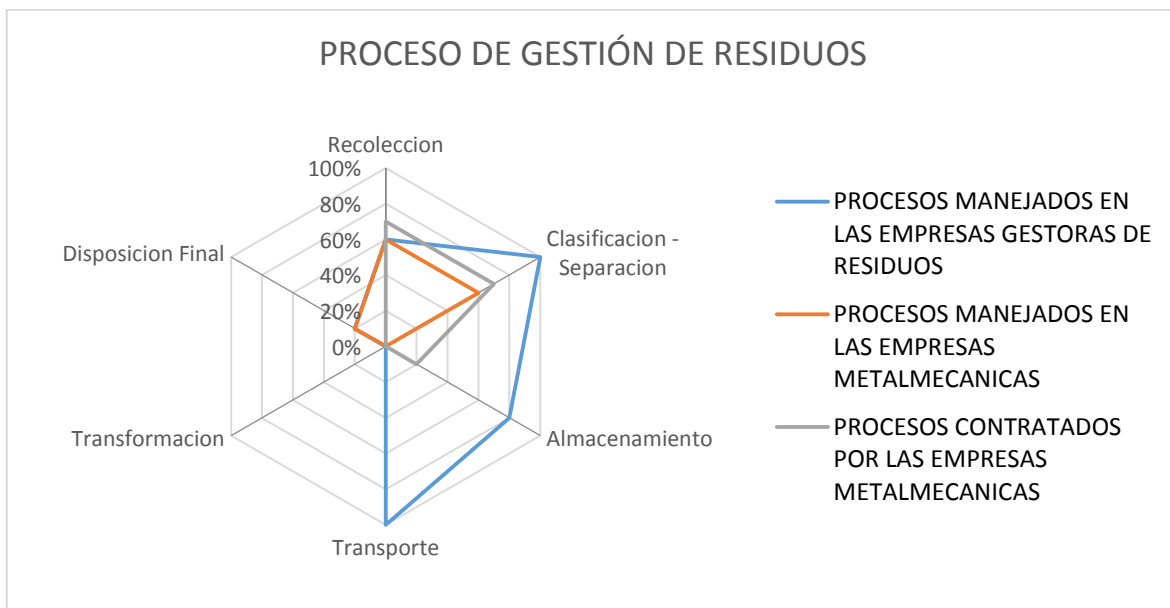 PROCESO DE GESTIÓN DE RESIDUOS
Recoleccion
100%
80%
60%
40%
20%
0%
Clasificacion -
Separacion
Almacenamiento
Transporte
Transformacion
Disposicion Final
PROCESOS MANEJADOS EN
LAS EMPRESAS GESTORAS DE
RESIDUOS
PROCESOS MANEJADOS EN
LAS EMPRESAS
METALMECANICAS
PROCESOS CONTRATADOS
POR LAS EMPRESAS
METALMECANICAS